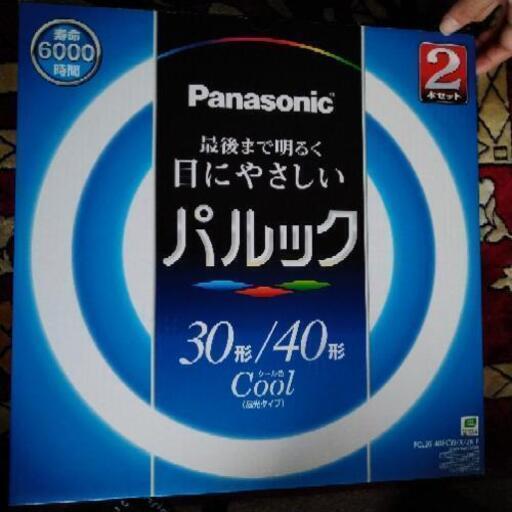 寿命
6000
時間
2
本セット
Panasonic
最後まで明るく
目にやさしい
パルック
30形/40形
クール色
Cool
(昼光タイプ)